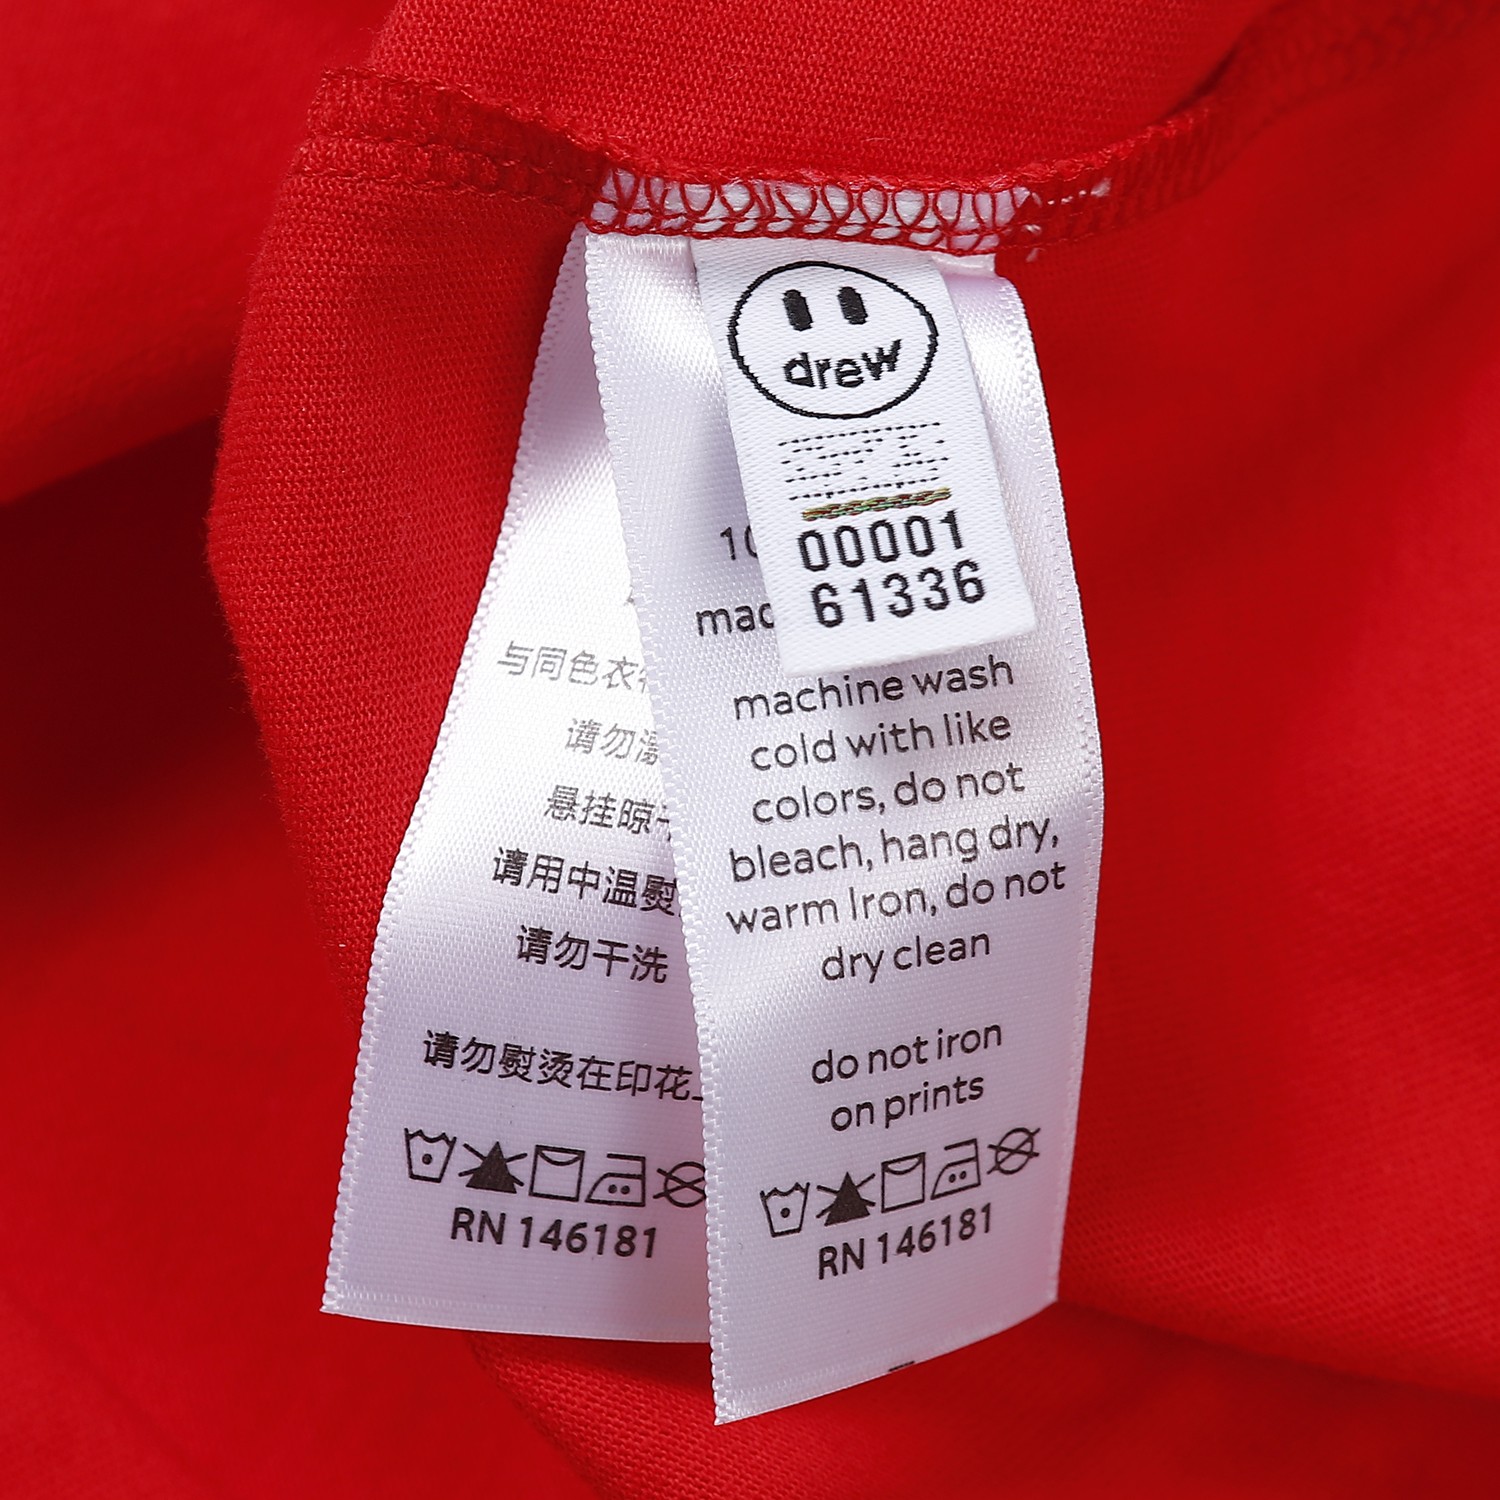 drew
00001
61336
machine wash
cold with like
colors, do not
bleach, hang dry,
warm Iron, do not
dry clean
do not iron
on prints
RN 146181
与同色衣
请勿
悬挂晾
请用中温熨
请勿干洗
请勿熨烫在印花
RN 146181